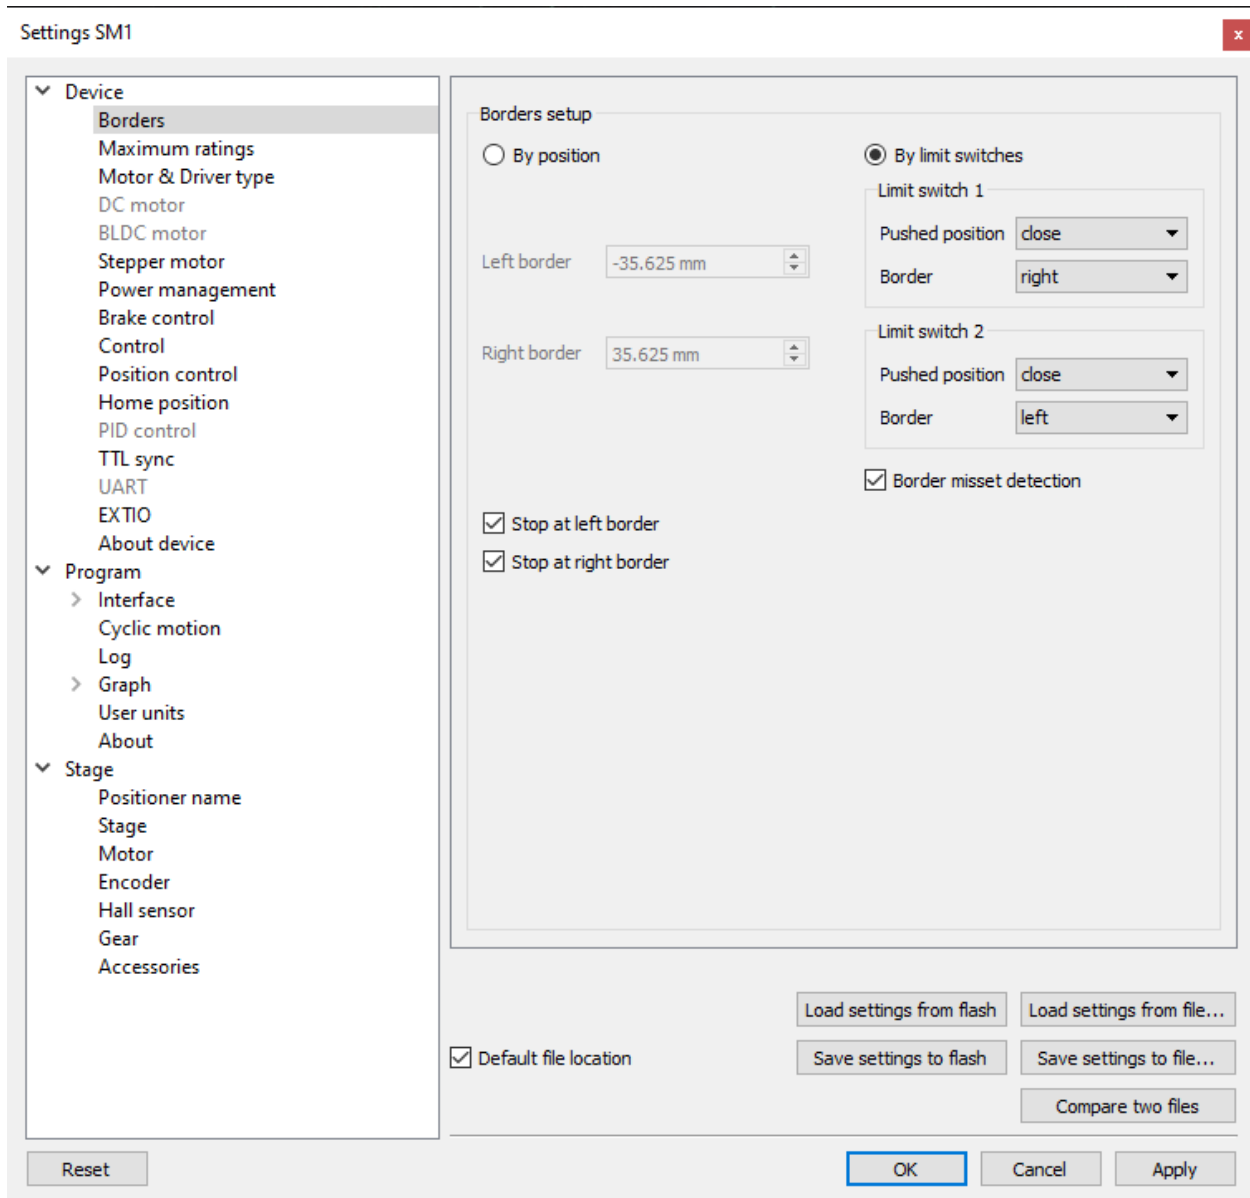 Settings SM1
x
Device
Borders
Maximum ratings
Motor & Driver type
DC motor
BLDC motor
Stepper motor
Power management
Brake control
Control
Position control
Home position
PID control
TTL sync
UART
EXTIO
About device
Program
Interface
Cyclic motion
Log
Graph
User units
About
Stage
Positioner name
Stage
Motor
Encoder
Hall sensor
Gear
Accessories
Borders setup
By position
Left border -35.625 mm
Right border 35.625 mm
By limit switches
Limit switch 1
Pushed position close
Border right
Limit switch 2
Pushed position close
Border left
Border misset detection
Stop at left border
Stop at right border
Load settings from flash
Load settings from file...
Default file location
Save settings to flash
Save settings to file...
Compare two files
Reset
OK
Cancel
Apply